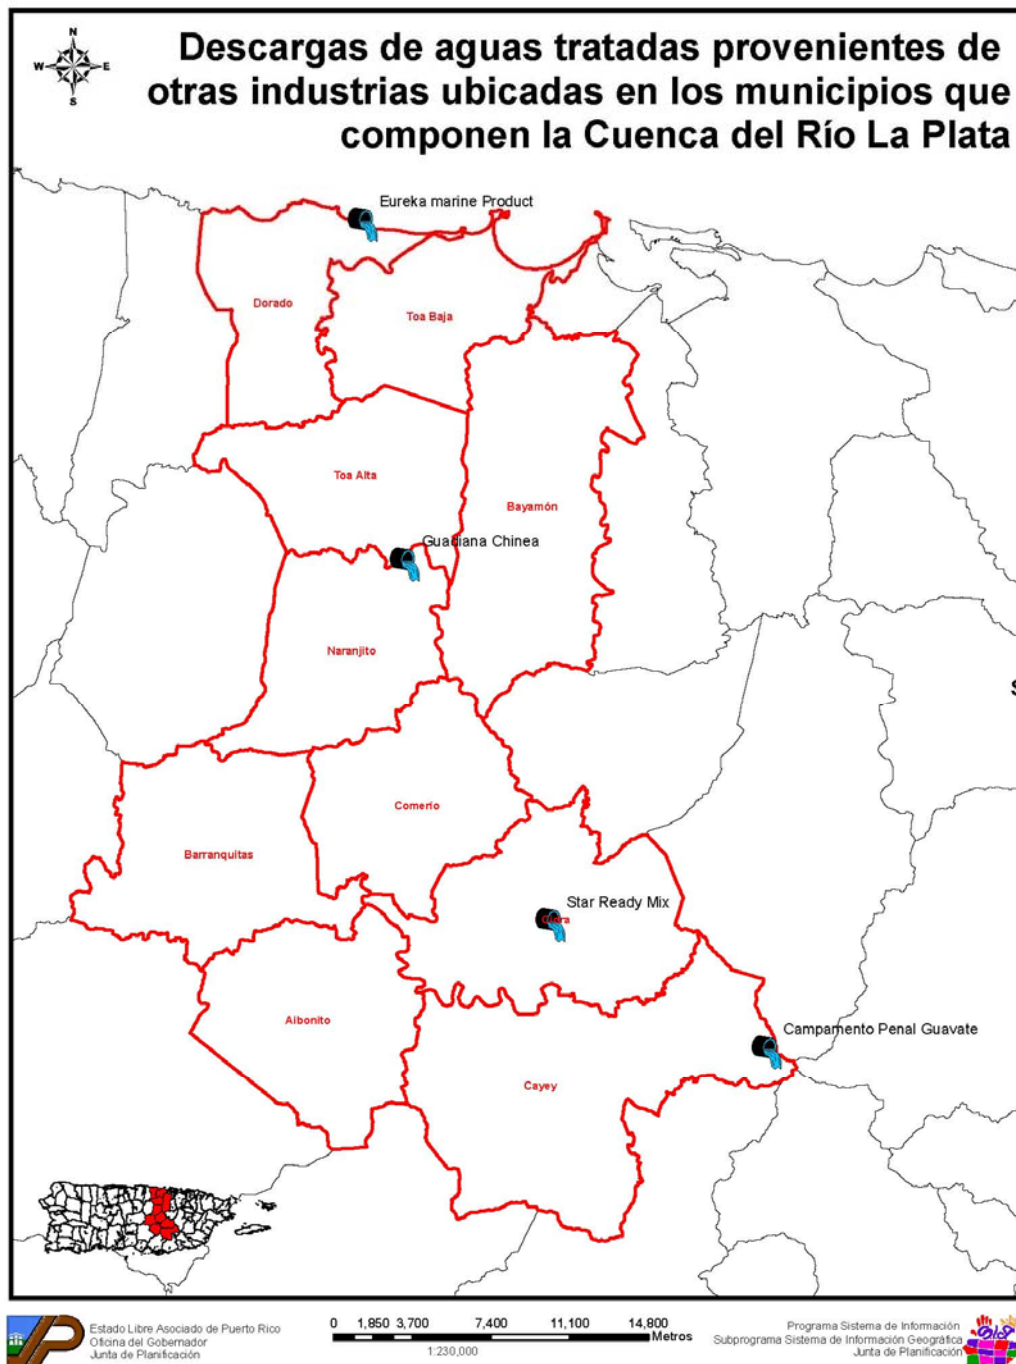 N
W E
S
Descargas de aguas tratadas provenientes de
otras industrias ubicadas en los municipios que
componen la Cuenca del Río La Plata
Eureka marine Product
Dorado
Toa Baja
Toa Alta
Bayamón
Guadiana Chinea
Naranjito
S
Comerío
Barranquitas
Star Ready Mix
Aibonito
Campamento Penal Guavate
Cayey
Estado Libre Asociado de Puerto Rico
Oficina del Gobernador
Junta de Planificación
0 1,850 3,700 7,400 11,100 14,800
Metros
1:230,000
Programa Sistema de Información
Subprograma Sistema de Información Geográfica
Junta de Planificación